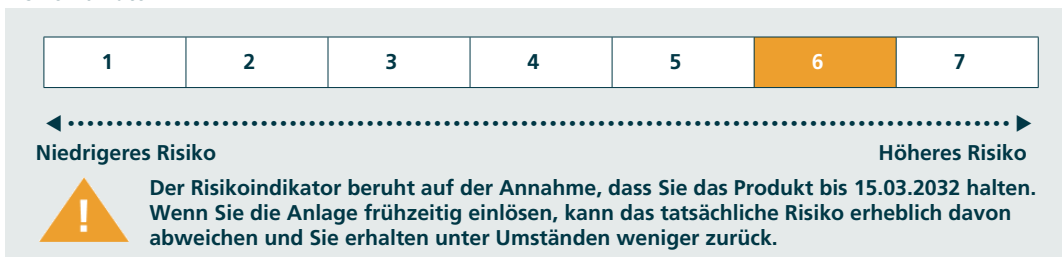 1 2 3 4 5 6 7
Niedrigeres Risiko Höheres Risiko
Der Risikoindikator beruht auf der Annahme, dass Sie das Produkt bis 15.03.2032 halten.
Wenn Sie die Anlage frühzeitig einlösen, kann das tatsächliche Risiko erheblich davon
abweichen und Sie erhalten unter Umständen weniger zurück.